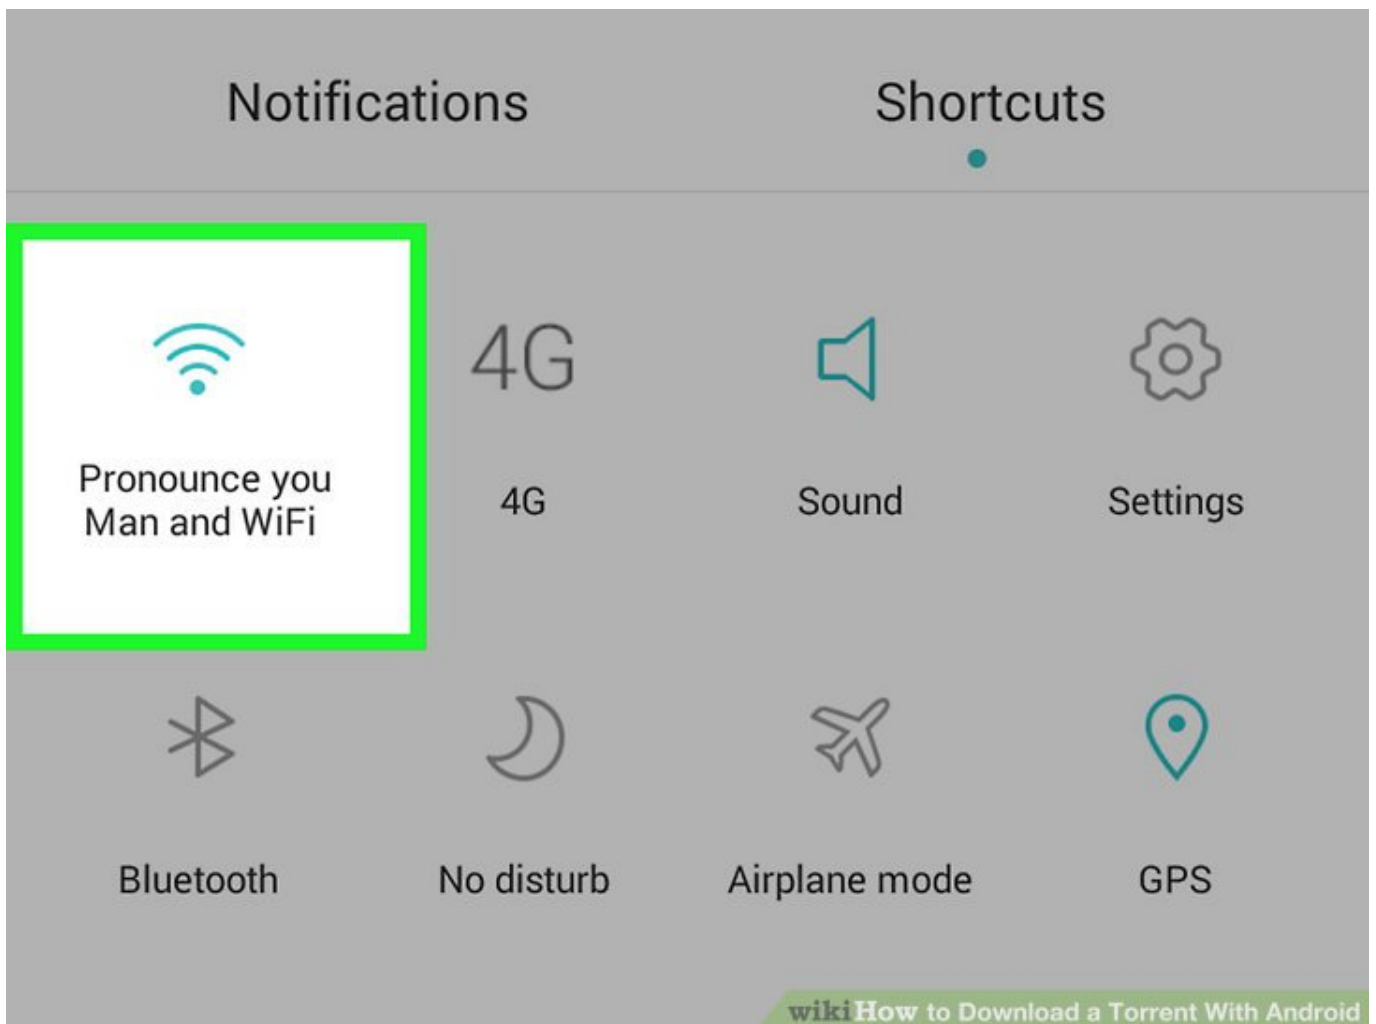 Notifications
Shortcuts
4G
Pronounce you
Man and WiFi
4G
Sound
Settings
Bluetooth
No disturb
Airplane mode
GPS
wikiHow to Download a Torrent With Android